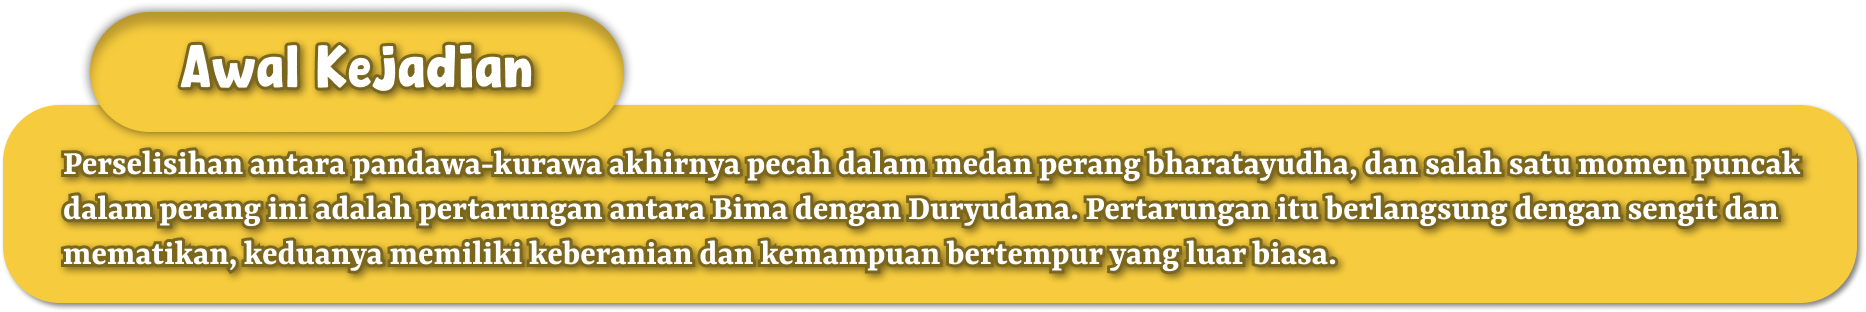 Awal Kejadian
Perselisihan antara pandawa-kurawa akhirnya pecah dalam medan perang bharatayudha, dan salah satu momen puncak
dalam perang ini adalah pertarungan antara Bima dengan Duryudana. Pertarungan itu berlangsung dengan sengit dan
mematikan, keduanya memiliki keberanian dan kemampuan bertempur yang luar biasa.